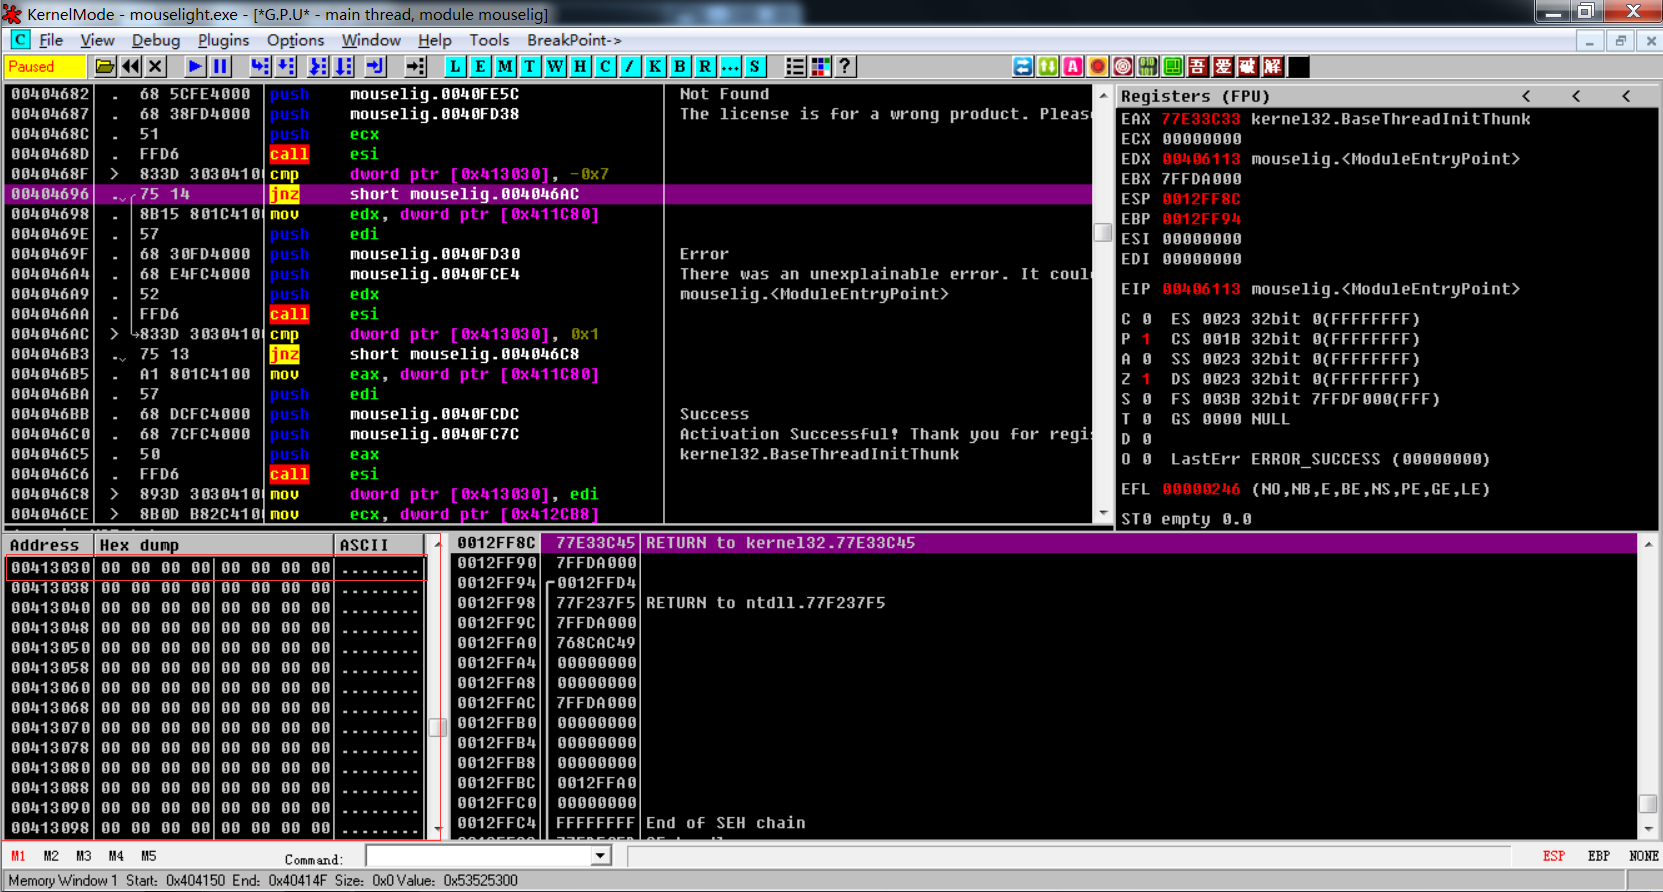 KernelMode - mouselight.exe - [*G.P.U* - main thread, module mouselig]
C File View Debug Plugins Options Window Help Tools BreakPoint->
Paused L E M T W H C / K B R ... S ? A 吾 爱 破 解
00404682 . 68 5CFE4000 push mouselig.0040FE5C Not Found
00404687 . 68 38FD4000 push mouselig.0040FD38 The license is for a wrong product. Pleas
0040468C . 51 push ecx
0040468D . FFD6 call esi
0040468F > 833D 3030410 cmp dword ptr [0x413030], -0x7
00404696 . 75 14 jnz short mouselig.004046AC
00404698 . 8B15 801C410 mov edx, dword ptr [0x411C80]
0040469E . 57 push edi
0040469F . 68 30FD4000 push mouselig.0040FD30 Error
004046A4 . 68 E4FC4000 push mouselig.0040FCE4 There was an unexplainable error. It coul
004046A9 . 52 push edx mouselig.<ModuleEntryPoint>
004046AA . FFD6 call esi
004046AC > 833D 3030410 cmp dword ptr [0x413030], 0x1
004046B3 . 75 13 jnz short mouselig.004046C8
004046B5 . A1 801C4100 mov eax, dword ptr [0x411C80]
004046BA . 57 push edi
004046BB . 68 DCFC4000 push mouselig.0040FCDC Success
004046C0 . 68 7CFC4000 push mouselig.0040FC7C Activation Successful! Thank you for regi
004046C5 . 50 push eax kernel32.BaseThreadInitThunk
004046C6 . FFD6 call esi
004046C8 > 893D 3030410 mov dword ptr [0x413030], edi
004046CE > 8B0D B82C410 mov ecx, dword ptr [0x412CB8]
Registers (FPU) < < <
EAX 77E33C33 kernel32.BaseThreadInitThunk
ECX 00000000
EDX 00406113 mouselig.<ModuleEntryPoint>
EBX 7FFDA000
ESP 0012FF8C
EBP 0012FF94
ESI 00000000
EDI 00000000
EIP 00406113 mouselig.<ModuleEntryPoint>
C 0 ES 0023 32bit 0(FFFFFFFF)
P 1 CS 001B 32bit 0(FFFFFFFF)
A 0 SS 0023 32bit 0(FFFFFFFF)
Z 1 DS 0023 32bit 0(FFFFFFFF)
S 0 FS 003B 32bit 7FFDF000(FFF)
T 0 GS 0000 NULL
D 0
O 0 LastErr ERROR_SUCCESS (00000000)
EFL 00000246 (NO,NB,E,BE,NS,PE,GE,LE)
ST0 empty 0.0
Address Hex dump ASCII
00413030 00 00 00 00 00 00 00 00 ........
00413038 00 00 00 00 00 00 00 00 ........
00413040 00 00 00 00 00 00 00 00 ........
00413048 00 00 00 00 00 00 00 00 ........
00413050 00 00 00 00 00 00 00 00 ........
00413058 00 00 00 00 00 00 00 00 ........
00413060 00 00 00 00 00 00 00 00 ........
00413068 00 00 00 00 00 00 00 00 ........
00413070 00 00 00 00 00 00 00 00 ........
00413078 00 00 00 00 00 00 00 00 ........
00413080 00 00 00 00 00 00 00 00 ........
00413088 00 00 00 00 00 00 00 00 ........
00413090 00 00 00 00 00 00 00 00 ........
00413098 00 00 00 00 00 00 00 00 ........
0012FF8C 77E33C45 RETURN to kernel32.77E33C45
0012FF90 7FFDA000
0012FF94 0012FFD4
0012FF98 77F237F5 RETURN to ntdll.77F237F5
0012FF9C 7FFDA000
0012FFA0 768CAC49
0012FFA4 00000000
0012FFA8 00000000
0012FFAC 7FFDA000
0012FFB0 00000000
0012FFB4 00000000
0012FFB8 00000000
0012FFBC 0012FFA0
0012FFC0 00000000
0012FFC4 FFFFFFFF End of SEH chain
M1 M2 M3 M4 M5 Command: ESP EBP NONE
Memory Window 1 Start: 0x404150 End: 0x40414F Size: 0x0 Value: 0x53525300